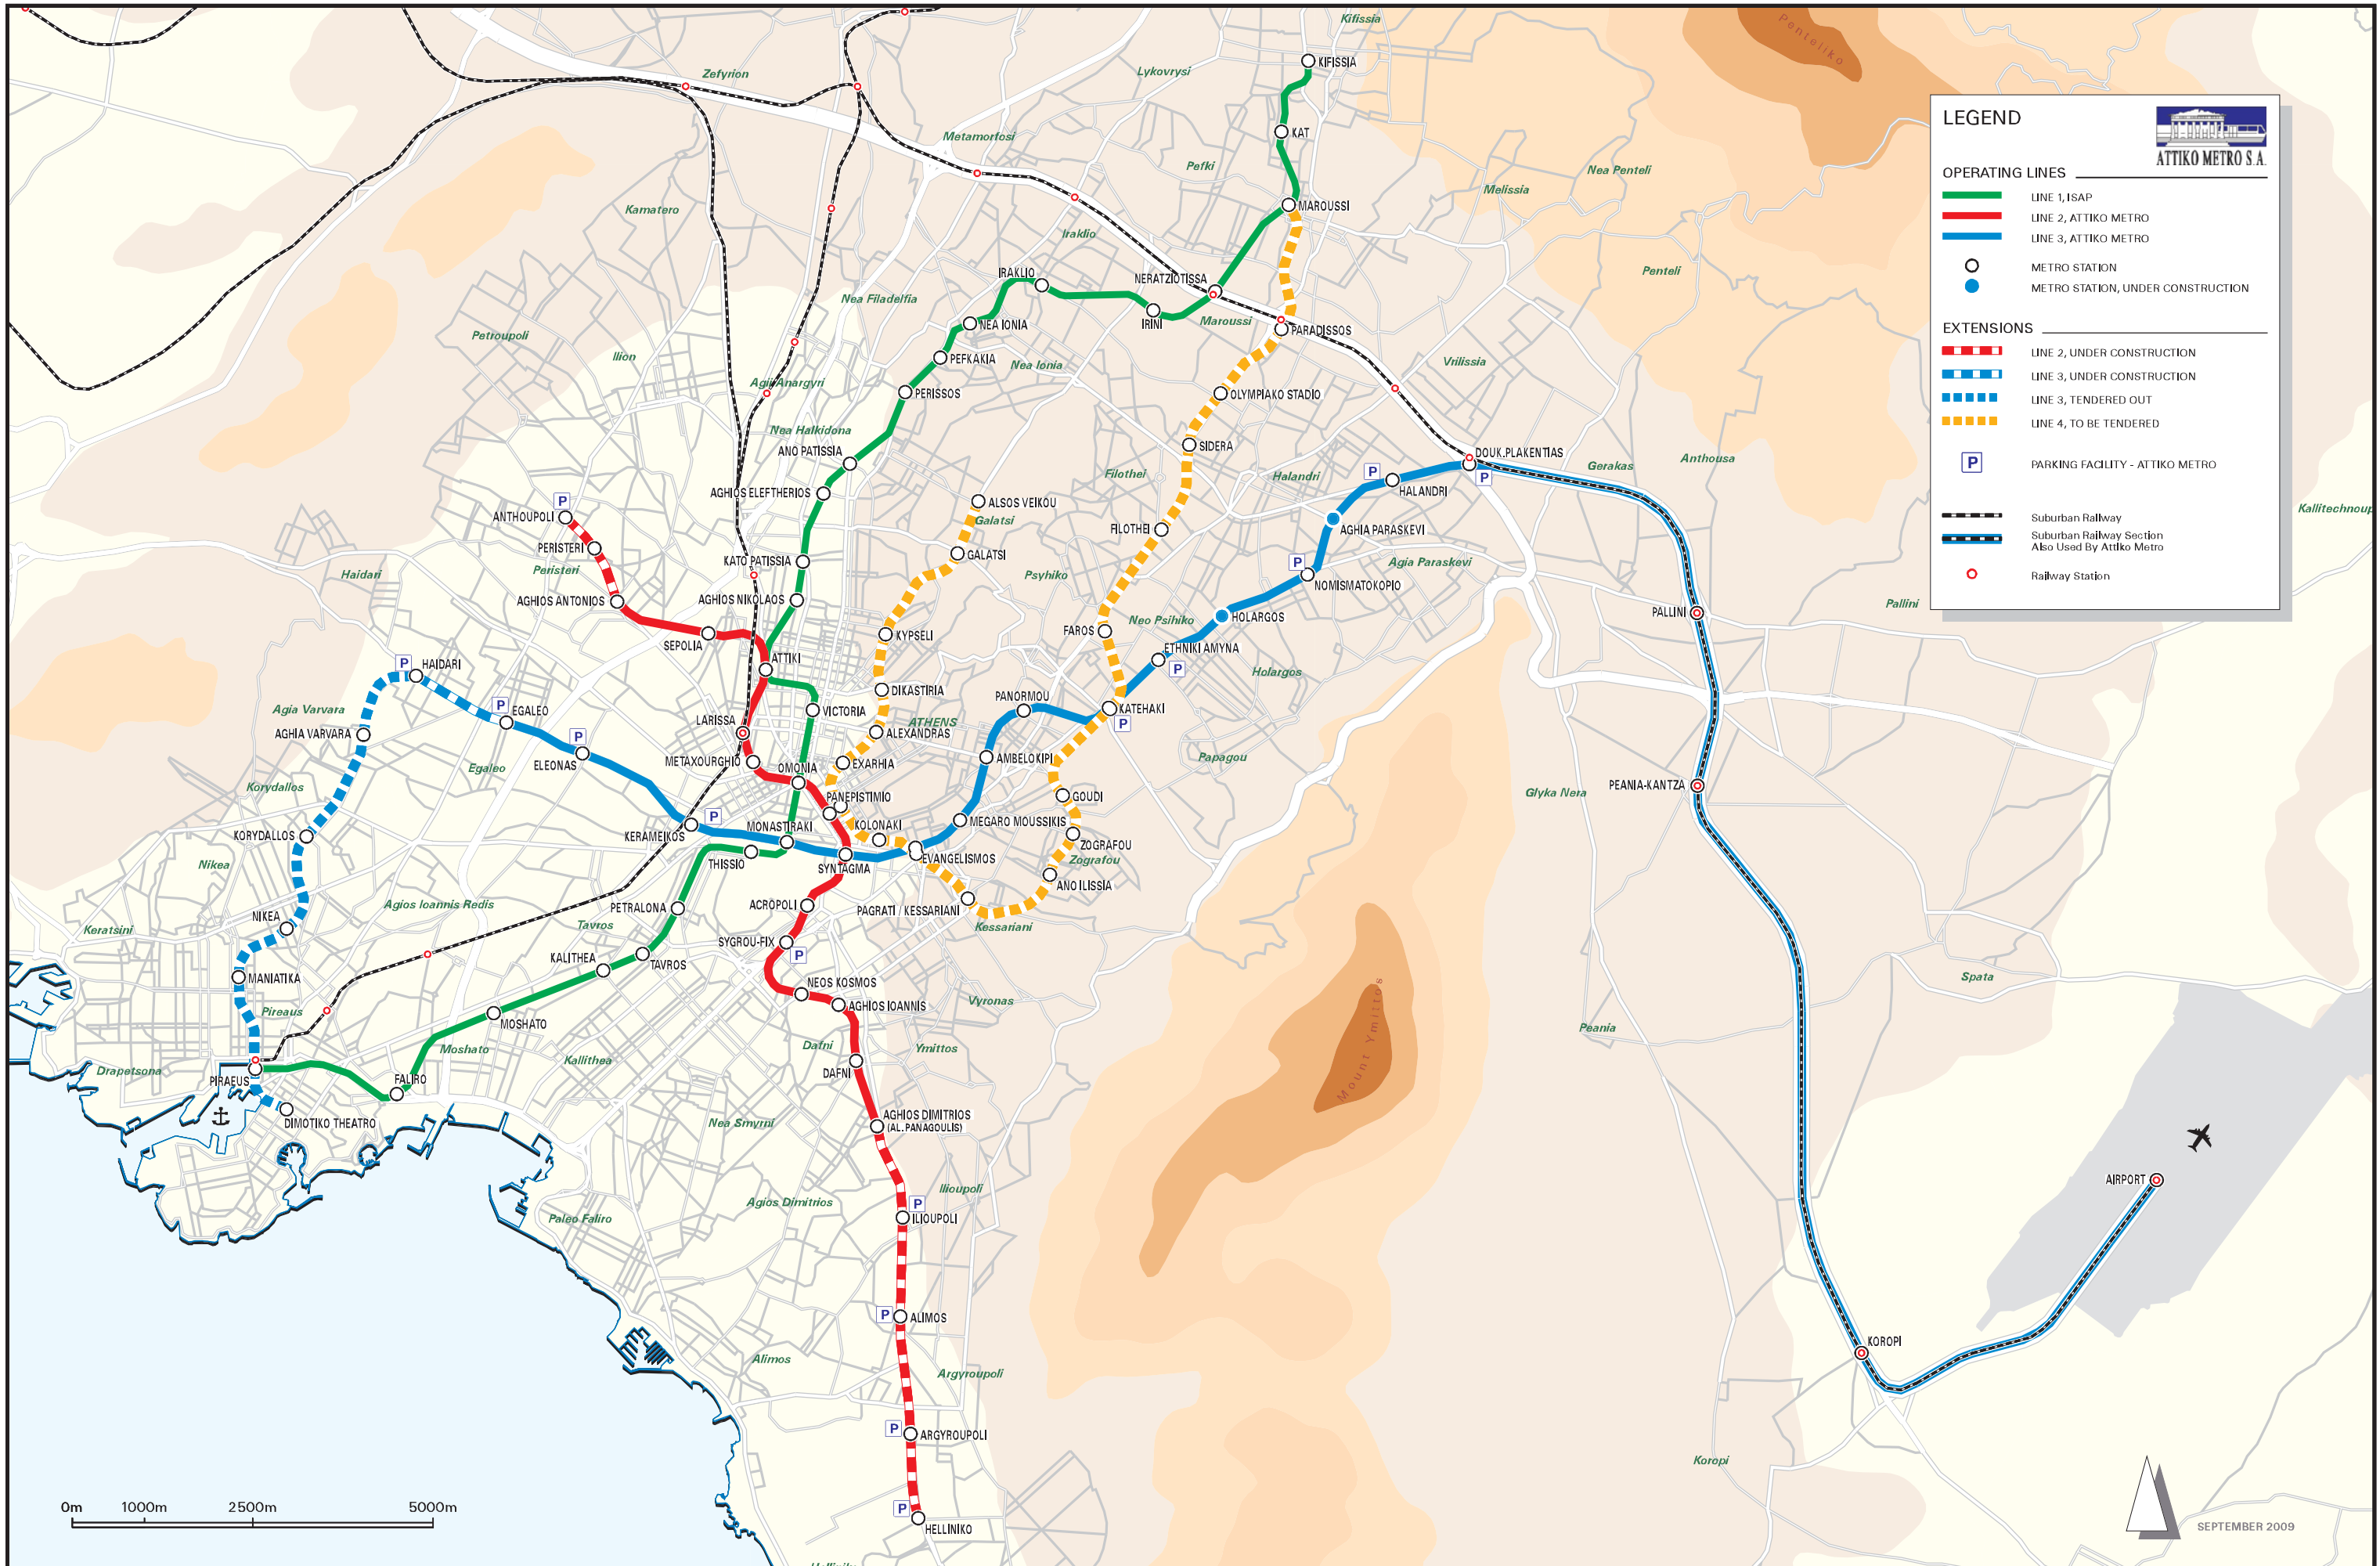 Kifissia
Penteliko
Zefyrion
Lykovrysi
KIFISSIA
KAT
Metamorfosi
Pefki
Nea Penteli
Melissia
Kamatero
MAROUSSI
Iraklio
Penteli
IRAKLIO
NERATZIOTISSA
Nea Filadelfia
NEA IONIA
IRINI
Maroussi
PARADISSOS
Petroupoli
Ilion
PEFKAKIA
Nea Ionia
Vrilissia
Agii Anargyri
PERISSOS
OLYMPIAKO STADIO
Nea Halkidona
ANO PATISSIA
SIDERA
DOUK.PLAKENTIAS
Anthousa
Gerakas
Filothei
Halandri
P
HALANDRI
P
AGHIOS ELEFTHERIOS
ALSOS VEIKOU
Galatsi
P
ANTHOUPOLI
FILOTHEI
AGHIA PARASKEVI
PERISTERI
GALATSI
KATO PATISSIA
Peristeri
Haidari
Psyhiko
P
Agia Paraskevi
NOMISMATOKOPIO
AGHIOS ANTONIOS
AGHIOS NIKOLAOS
Pallini
PALLINI
Neo Psihiko
HOLARGOS
SEPOLIA
KYPSELI
FAROS
ETHNIKI AMYNA
P
ATTIKI
P
HAIDARI
Holargos
DIKASTIRIA
PANORMOU
KATEHAKI
P
Agia Varvara
P
EGALEO
VICTORIA
LARISSA
ATHENS
ALEXANDRAS
AGHIA VARVARA
P
ELEONAS
METAXOURGHIO
OMONIA
EXARHIA
AMBELOKIPI
Papagou
Egaleo
Korydallos
PEANIA-KANTZA
Glyka Nera
PANEPISTIMIO
GOUDI
P
KERAMEIKOS
MONASTIRAKI
KOLONAKI
MEGARO MOUSSIKIS
KORYDALLOS
ZOGRAFOU
Zografou
Nikea
THISSIO
SYNTAGMA
EVANGELISMOS
ANO ILISSIA
Agios Ioannis Redis
PETRALONA
ACROPOLI
PAGRATI / KESSARIANI
Kessariani
NIKEA
Keratsini
Tavros
SYGROU-FIX
P
KALITHEA
TAVROS
MANIATIKA
NEOS KOSMOS
AGHIOS IOANNIS
Vyronas
Spata
Pireaus
MOSHATO
Mount Ymittos
Peania
Moshato
Kallithea
Dafni
Ymittos
DAFNI
Drapetsona
PIRAEUS
FALIRO
DIMOTIKO THEATRO
AGHIOS DIMITRIOS
(AL.PANAGOULIS)
Nea Smyrni
Ilioupoli
AIRPORT
Agios Dimitrios
Paleo Faliro
P
ILIOUPOLI
P
ALIMOS
KOROPI
Alimos
Argyroupoli
P
ARGYROUPOLI
Koropi
P
HELLINIKO
0m 1000m 2500m 5000m
SEPTEMBER 2009
LEGEND
ATTIKO METRO S.A.
OPERATING LINES
LINE 1, ISAP
LINE 2, ATTIKO METRO
LINE 3, ATTIKO METRO
METRO STATION
METRO STATION, UNDER CONSTRUCTION
EXTENSIONS
LINE 2, UNDER CONSTRUCTION
LINE 3, UNDER CONSTRUCTION
LINE 3, TENDERED OUT
LINE 4, TO BE TENDERED
P PARKING FACILITY - ATTIKO METRO
Suburban Railway
Suburban Railway Section
Also Used By Attiko Metro
Railway Station